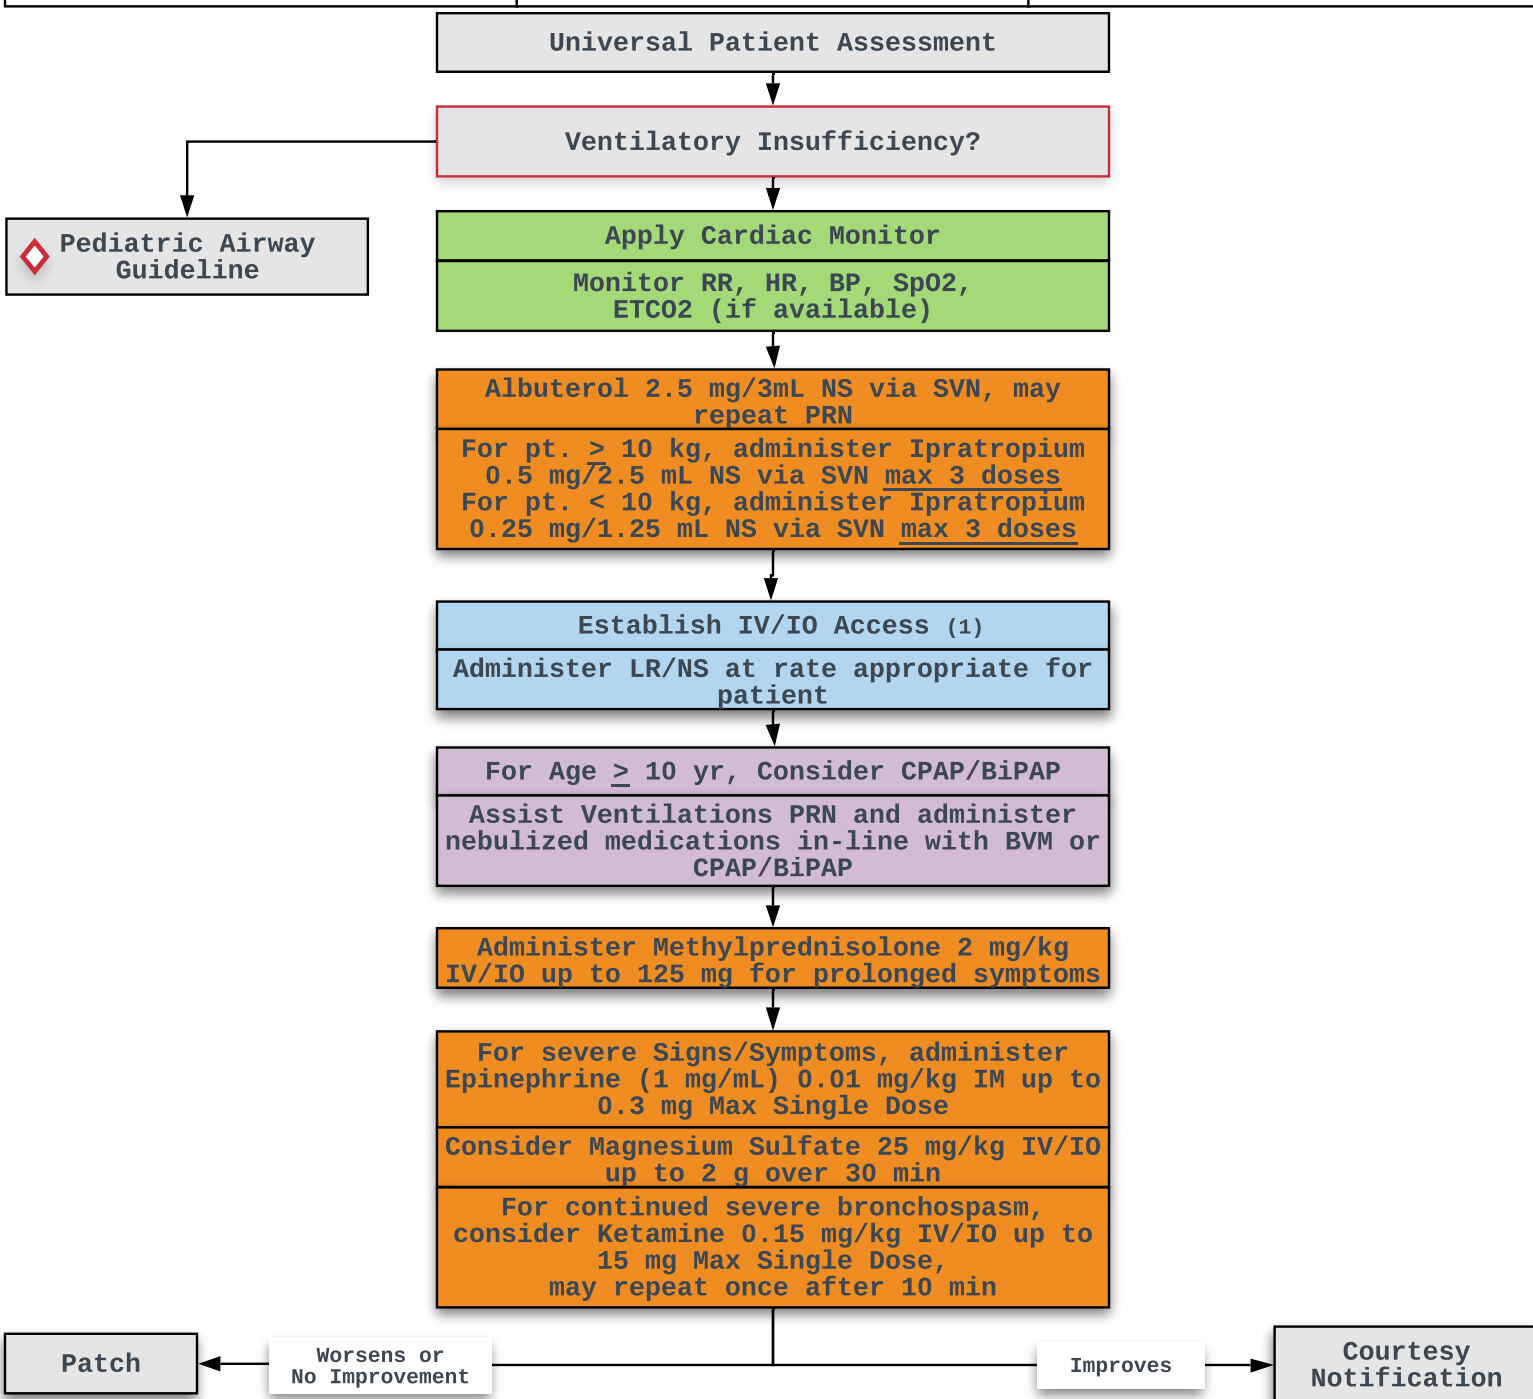 Universal Patient Assessment
Ventilatory Insufficiency?
Pediatric Airway
Guideline
Apply Cardiac Monitor
Monitor RR, HR, BP, SpO2,
ETCO2 (if available)
Albuterol 2.5 mg/3mL NS via SVN, may
repeat PRN
For pt. ≥ 10 kg, administer Ipratropium
0.5 mg/2.5 mL NS via SVN max 3 doses
For pt. < 10 kg, administer Ipratropium
0.25 mg/1.25 mL NS via SVN max 3 doses
Establish IV/IO Access (1)
Administer LR/NS at rate appropriate for
patient
For Age ≥ 10 yr, Consider CPAP/BiPAP
Assist Ventilations PRN and administer
nebulized medications in-line with BVM or
CPAP/BiPAP
Administer Methylprednisolone 2 mg/kg
IV/IO up to 125 mg for prolonged symptoms
For severe Signs/Symptoms, administer
Epinephrine (1 mg/mL) 0.01 mg/kg IM up to
0.3 mg Max Single Dose
Consider Magnesium Sulfate 25 mg/kg IV/IO
up to 2 g over 30 min
For continued severe bronchospasm,
consider Ketamine 0.15 mg/kg IV/IO up to
15 mg Max Single Dose,
may repeat once after 10 min
Patch
Worsens or
No Improvement
Improves
Courtesy
Notification